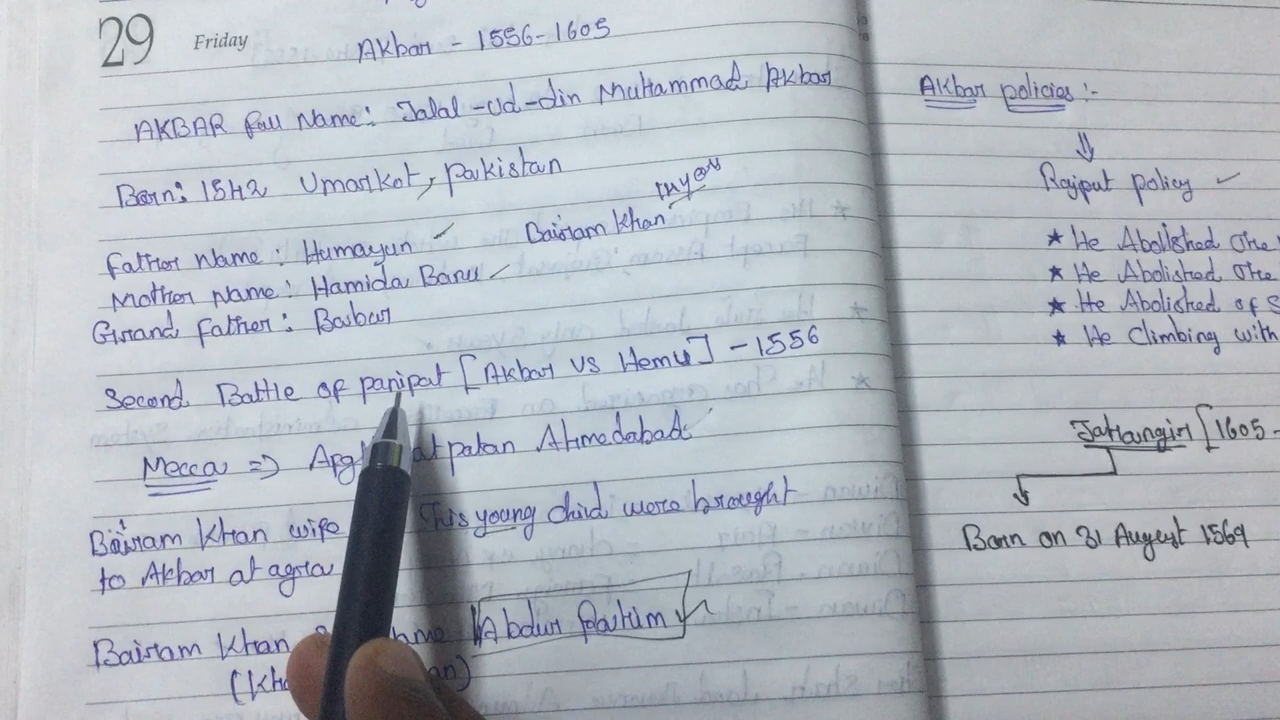 29 Friday
Akbar - 1556-1605
AKBAR full Name: Jalal-ud-din Muhammad Akbar
Born: 1542 Umarkot, pakistan
Father Name: Humayun ✓ Bairam Khan
Mother Name: Hamida Banu ✓
Grand Father: Babar
Second Battle of panipat [Akbar vs Hemu] - 1556
Mecca => at patan Ahmedabad
Bairam Khan wife This young child were brought
to Akbar at agra
Bairam Khan Abdur Rahim
Akbar policies :-
Rajput policy ✓
* He Abolished the
* He Abolished the
* He Abolished of S
* He Climbing with
Jahangir [1605-
Born on 31 August 1569